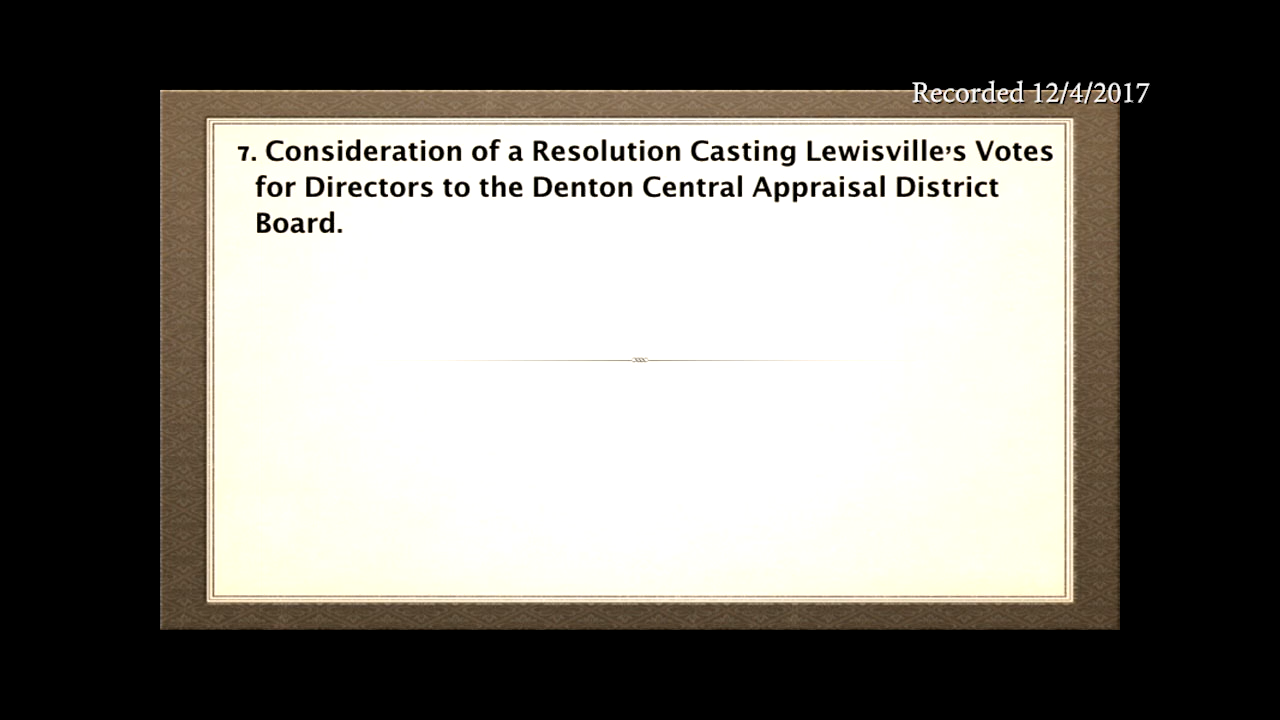 Recorded 12/4/2017
7. Consideration of a Resolution Casting Lewisville's Votes
for Directors to the Denton Central Appraisal District
Board.